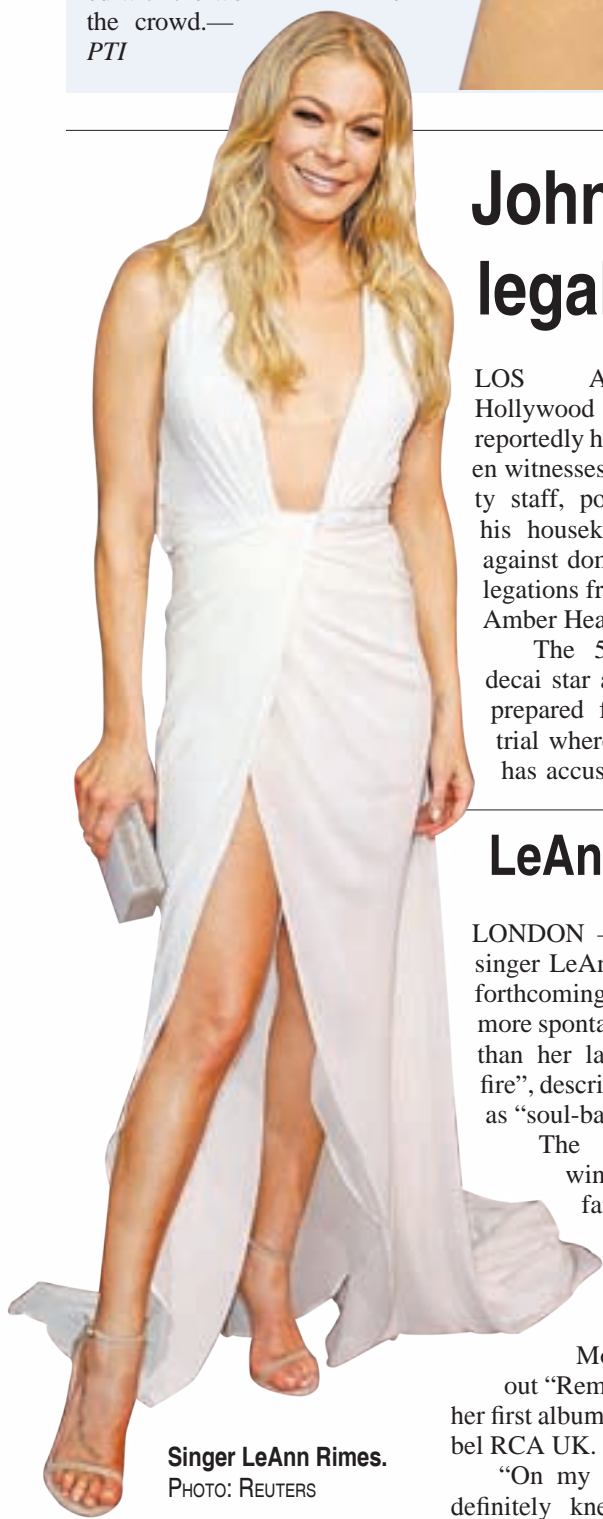 the crowd.—
PTI
John
legal
LOS A
Hollywood
reportedly h
en witnesses
ty staff, po
his housek
against don
legations fr
Amber Hea
The 5
decai star a
prepared f
trial where
has accus
LeAn
LONDON –
singer LeAn
forthcoming
more sponta
than her la
fire”, descri
as “soul-ba
The
win
fa
Mo
out “Rem
her first album
bel RCA UK.
“On my
definitely kne
Singer LeAnn Rimes.
PHOTO: REUTERS